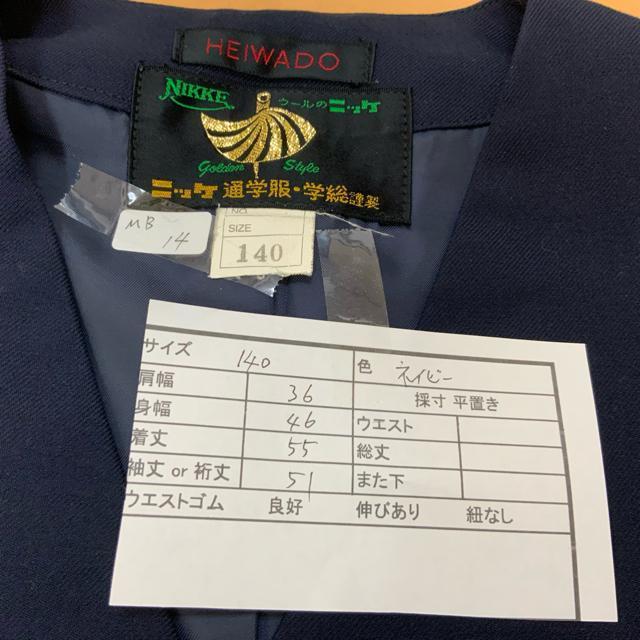 HEIWADO
NIKKE
ウールのニッケ
Golden Style
ニッケ 通学服・学総謹製
MB
14
NO.
SIZE
140
サイズ 140 色 ネイビー
肩幅 36 採寸 平置き
身幅 46 ウエスト
着丈 55 総丈
袖丈 or 裄丈 51 また下
ウエストゴム 良好 伸びあり 紐なし